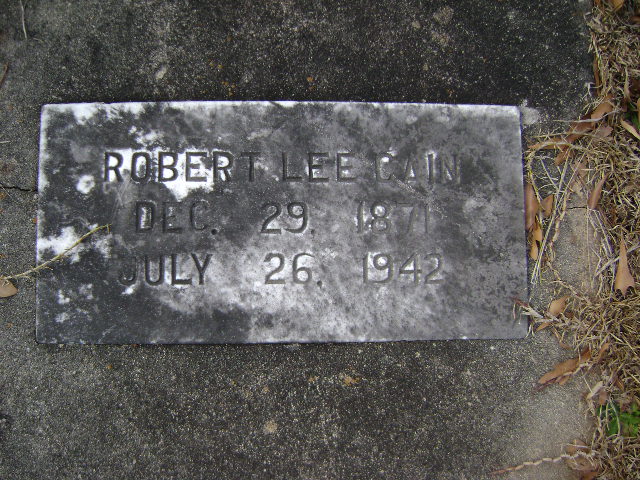 ROBERT LEE CAIN
DEC. 29, 1871
JULY 26, 1942